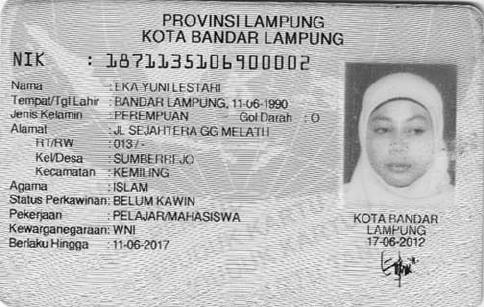 PROVINSI LAMPUNG
KOTA BANDAR LAMPUNG
NIK : 1871135106900002
Nama : EKA YUNI LESTARI
Tempat/Tgl Lahir : BANDAR LAMPUNG, 11-06-1990
Jenis Kelamin : PEREMPUAN Gol Darah : O
Alamat : JL SEJAHTERA GG MELATI
RT/RW : 013/-
Kel/Desa : SUMBERREJO
Kecamatan : KEMILING
Agama : ISLAM
Status Perkawinan: BELUM KAWIN
Pekerjaan : PELAJAR/MAHASISWA
Kewarganegaraan: WNI
Berlaku Hingga : 11-06-2017
KOTA BANDAR
LAMPUNG
17-06-2012